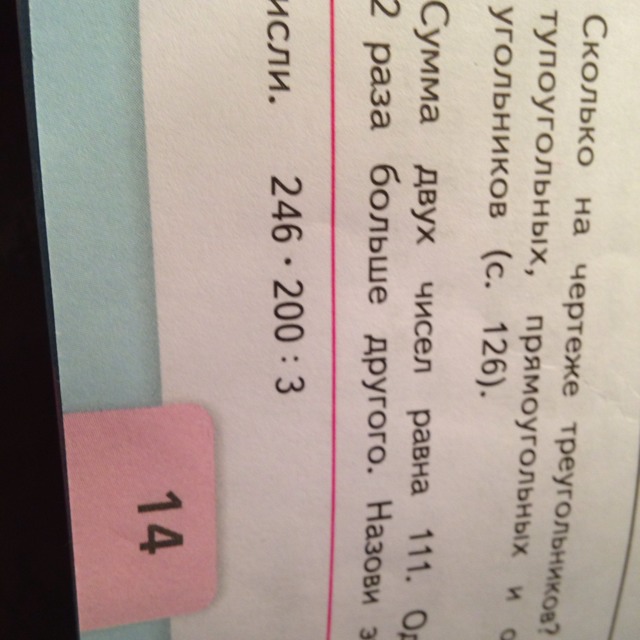 Сколько на чертеже треугольников?
тупоугольных, прямоугольных и
угольников (с. 126).
Сумма двух чисел равна 111.
2 раза больше другого. Назови
исли. 246 · 200 : 3
14